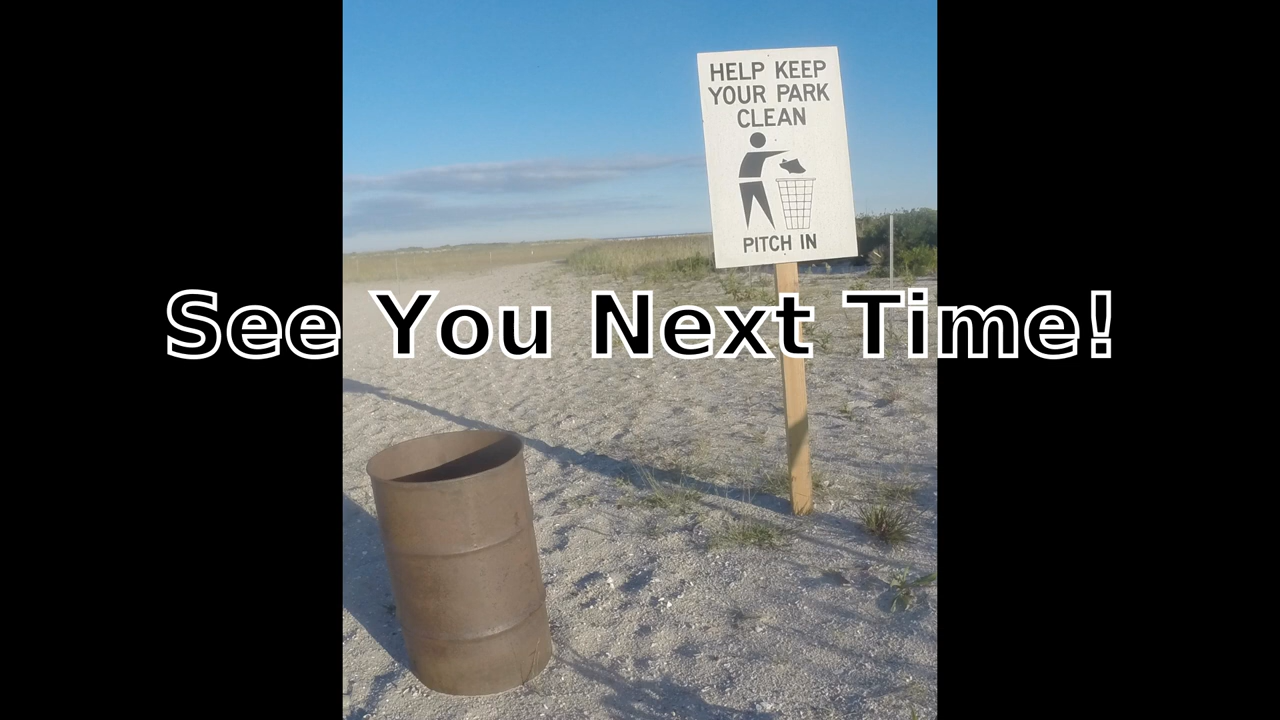 HELP KEEP
YOUR PARK
CLEAN
PITCH IN
See You Next Time!